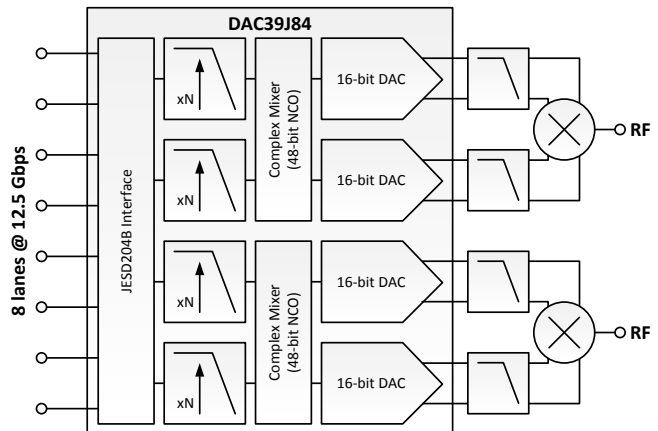 DAC39J84
8 lanes @ 12.5 Gbps
JESD204B Interface
xN
xN
Complex Mixer
(48-bit NCO)
16-bit DAC
16-bit DAC
RF
xN
xN
Complex Mixer
(48-bit NCO)
16-bit DAC
16-bit DAC
RF